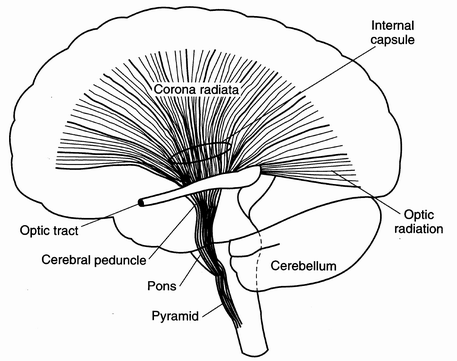 Internal
capsule
Corona radiata
Optic tract
Optic
radiation
Cerebral peduncle
Cerebellum
Pons
Pyramid